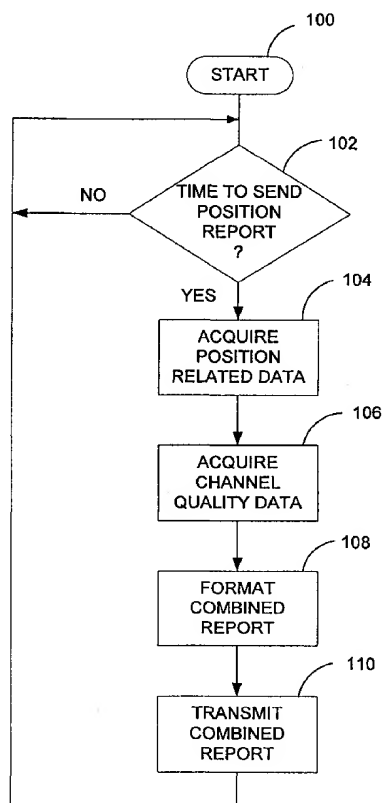 100
START
102
TIME TO SEND
POSITION
REPORT
?
NO
YES
104
ACQUIRE
POSITION
RELATED DATA
106
ACQUIRE
CHANNEL
QUALITY DATA
108
FORMAT
COMBINED
REPORT
110
TRANSMIT
COMBINED
REPORT